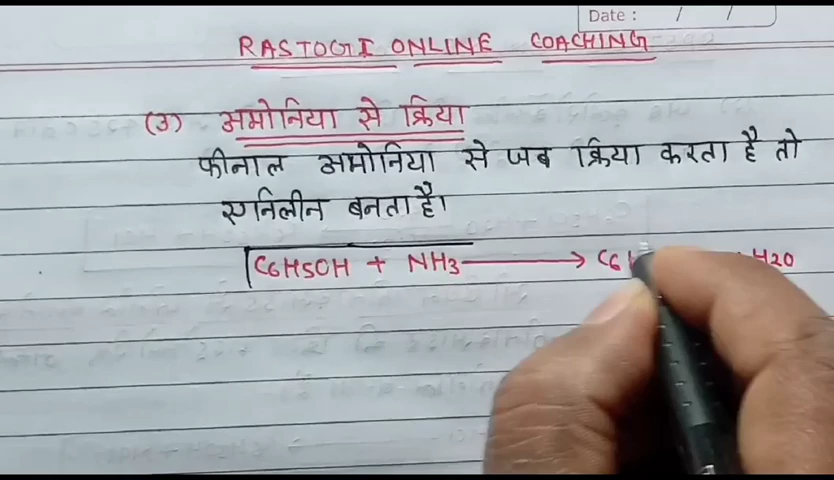 Date : / /
RASTOGI ONLINE COACHING
(3) अमोनिया से क्रिया
फीनाल अमोनिया से जब क्रिया करता है तो
एनिलीन बनता है।
C6H5OH + NH3 ⟶ C6 H2O